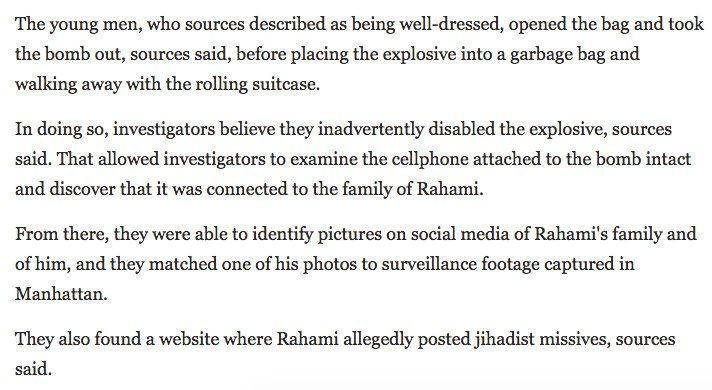 The young men, who sources described as being well-dressed, opened the bag and took
the bomb out, sources said, before placing the explosive into a garbage bag and
walking away with the rolling suitcase.
In doing so, investigators believe they inadvertently disabled the explosive, sources
said. That allowed investigators to examine the cellphone attached to the bomb intact
and discover that it was connected to the family of Rahami.
From there, they were able to identify pictures on social media of Rahami's family and
of him, and they matched one of his photos to surveillance footage captured in
Manhattan.
They also found a website where Rahami allegedly posted jihadist missives, sources
said.